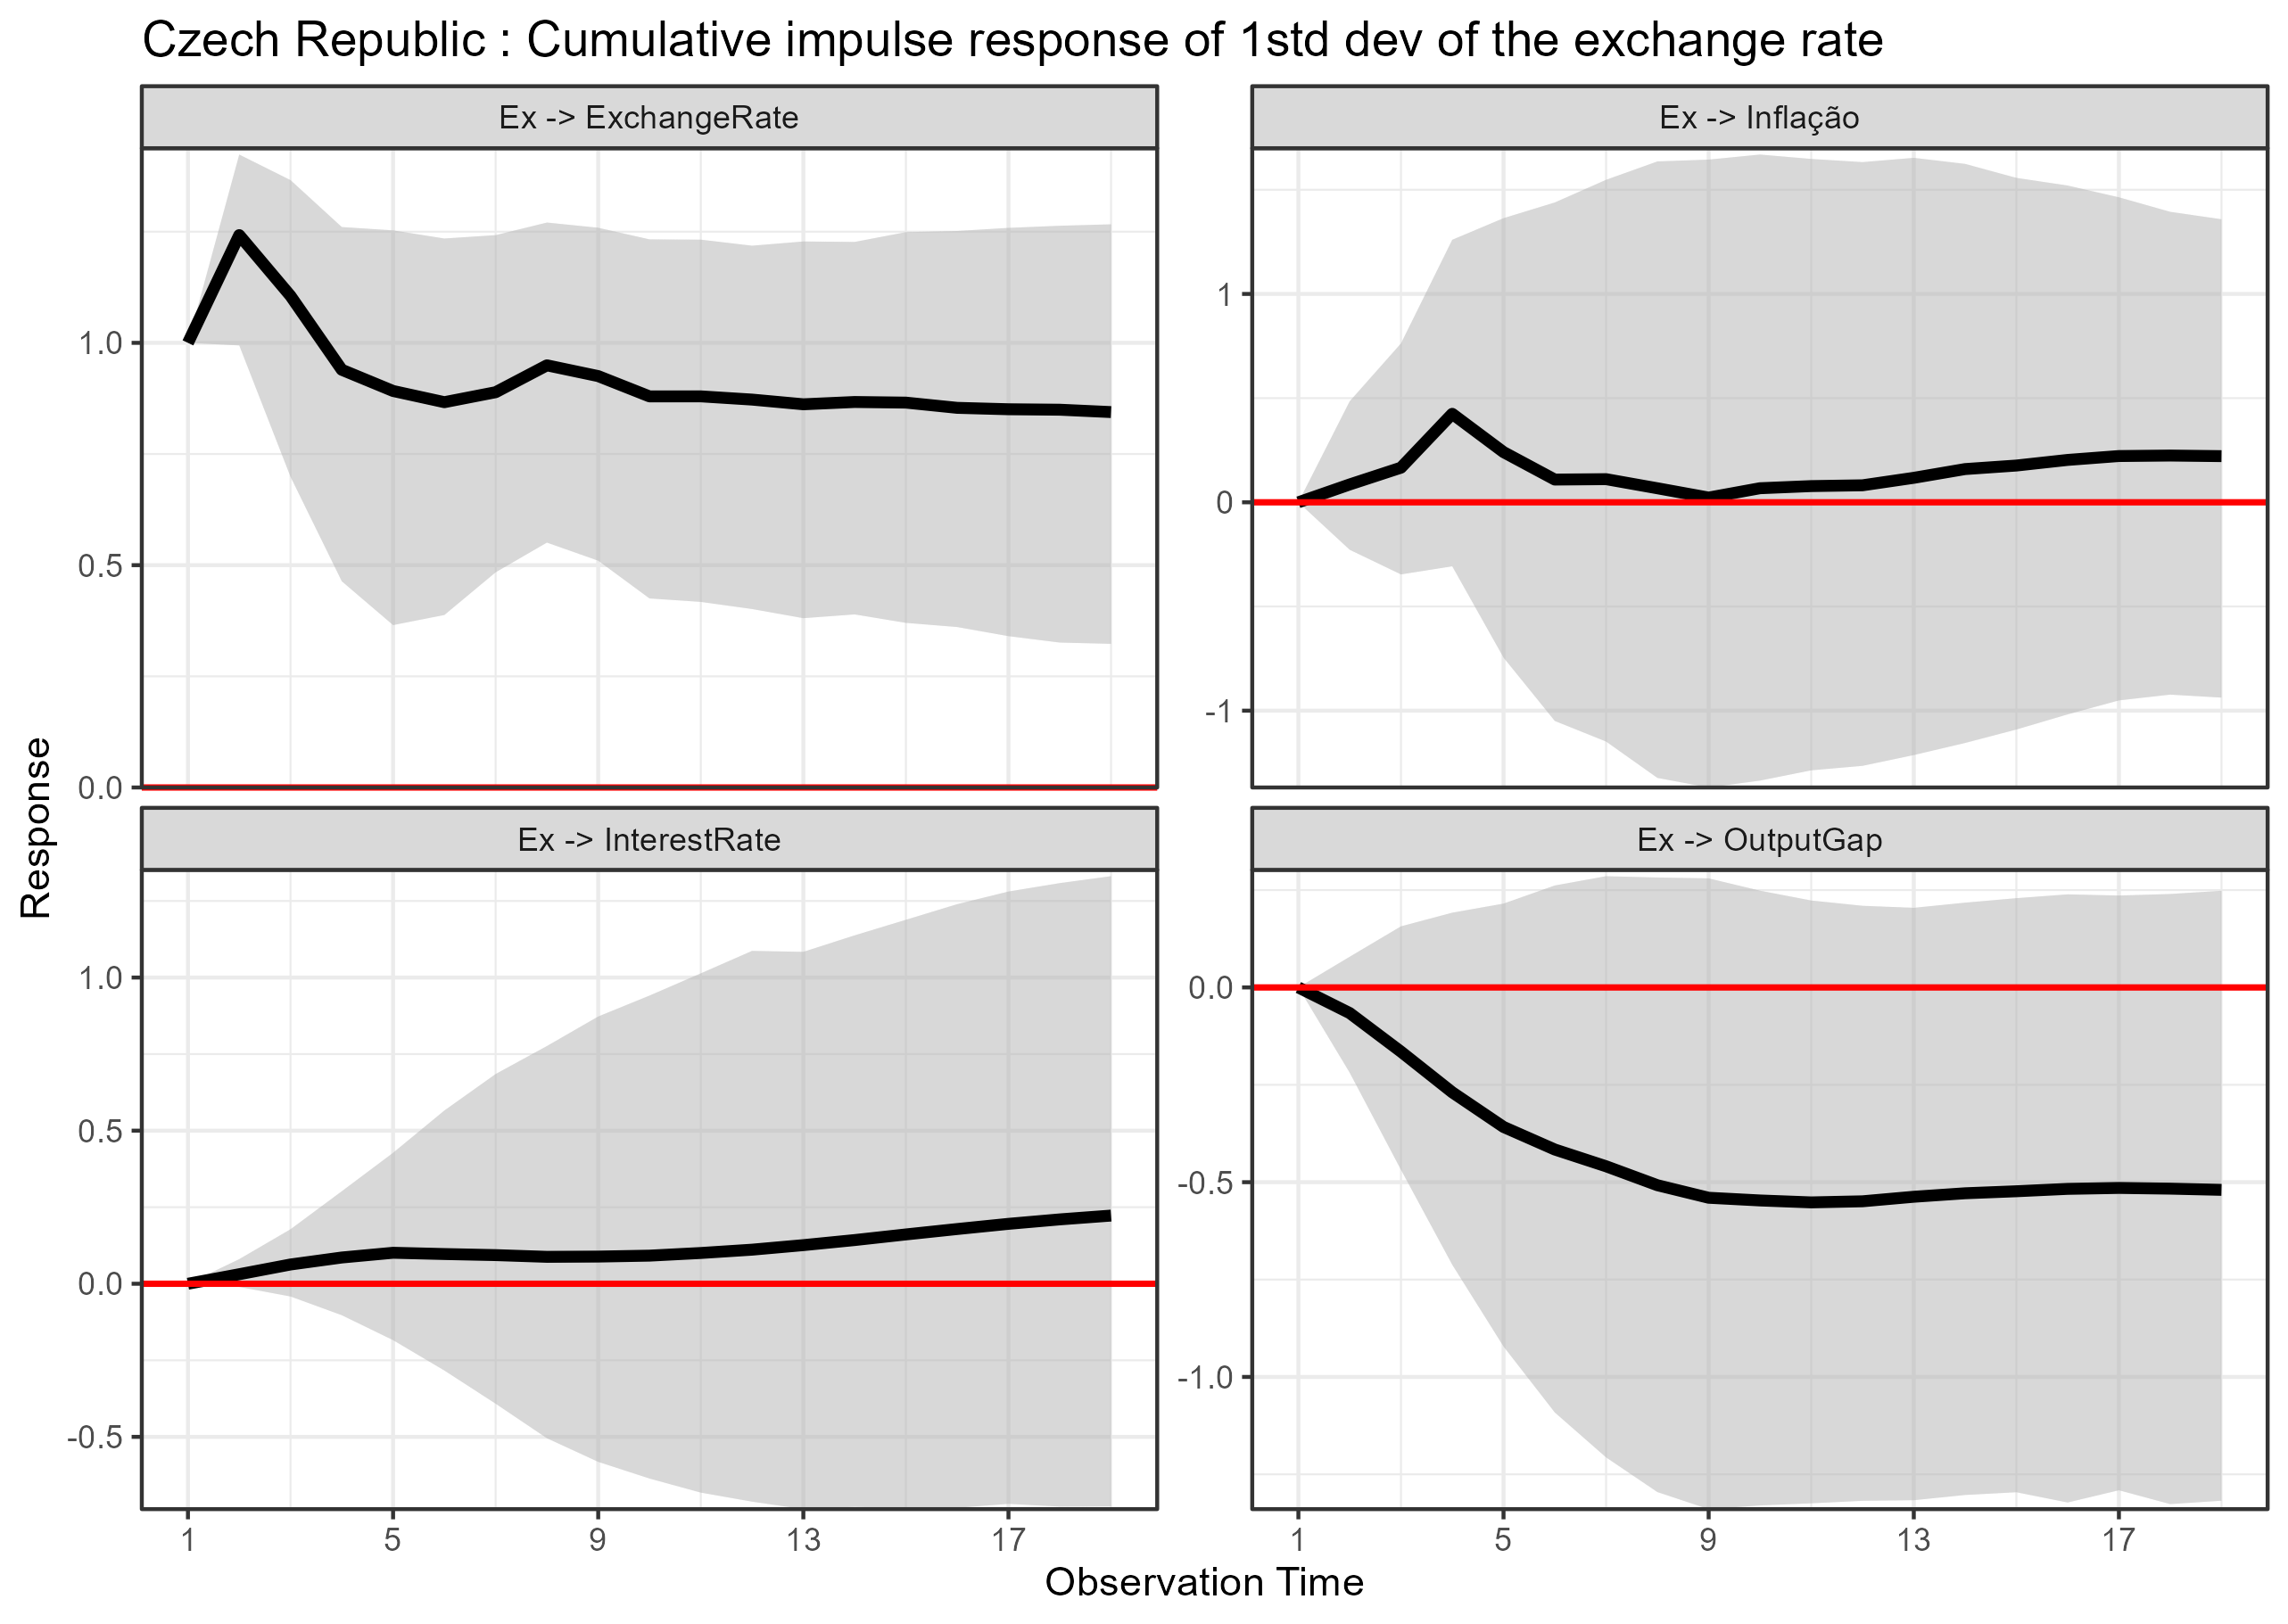 Czech Republic : Cumulative impulse response of 1std dev of the exchange rate
Ex -> ExchangeRate
1.0
0.5
0.0
Ex -> Inflação
1
0
-1
Response
Ex -> InterestRate
1.0
0.5
0.0
-0.5
1 5 9 13 17
Ex -> OutputGap
0.0
-0.5
-1.0
1 5 9 13 17
Observation Time